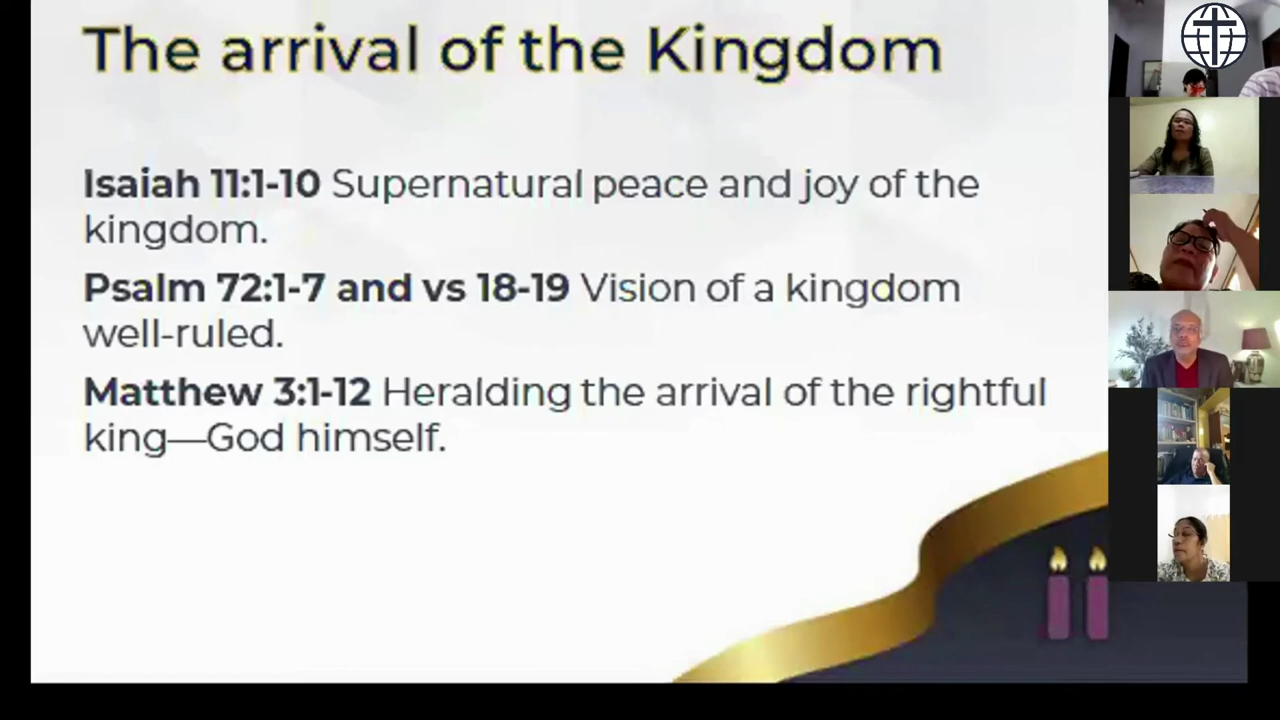 The arrival of the Kingdom
Isaiah 11:1-10 Supernatural peace and joy of the
kingdom.
Psalm 72:1-7 and vs 18-19 Vision of a kingdom
well-ruled.
Matthew 3:1-12 Heralding the arrival of the rightful
king—God himself.